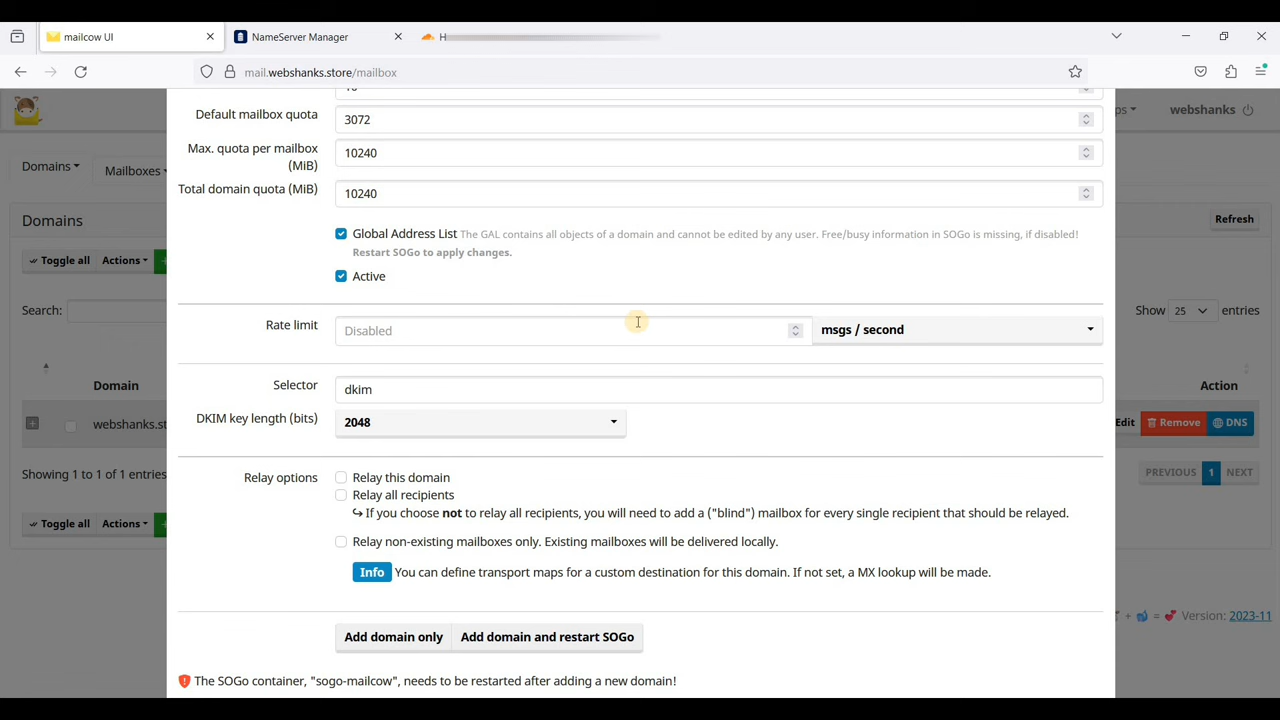 mailcow UI
NameServer Manager
H
mail.webshanks.store/mailbox
ps
webshanks
Default mailbox quota
3072
Max. quota per mailbox (MiB)
10240
Total domain quota (MiB)
10240
Domains
Mailboxes
Domains
Refresh
Global Address List The GAL contains all objects of a domain and cannot be edited by any user. Free/busy information in SOGo is missing, if disabled!
Restart SOGo to apply changes.
Toggle all
Actions
Active
Search:
Show 25 entries
Rate limit
Disabled
msgs / second
Domain
Action
Selector
dkim
DKIM key length (bits)
2048
webshanks.st
Edit
Remove
DNS
Showing 1 to 1 of 1 entries
PREVIOUS 1 NEXT
Relay options
Relay this domain
Relay all recipients
↪ If you choose not to relay all recipients, you will need to add a ("blind") mailbox for every single recipient that should be relayed.
Toggle all
Actions
Relay non-existing mailboxes only. Existing mailboxes will be delivered locally.
Info You can define transport maps for a custom destination for this domain. If not set, a MX lookup will be made.
+ = Version: 2023-11
Add domain only
Add domain and restart SOGo
The SOGo container, "sogo-mailcow", needs to be restarted after adding a new domain!